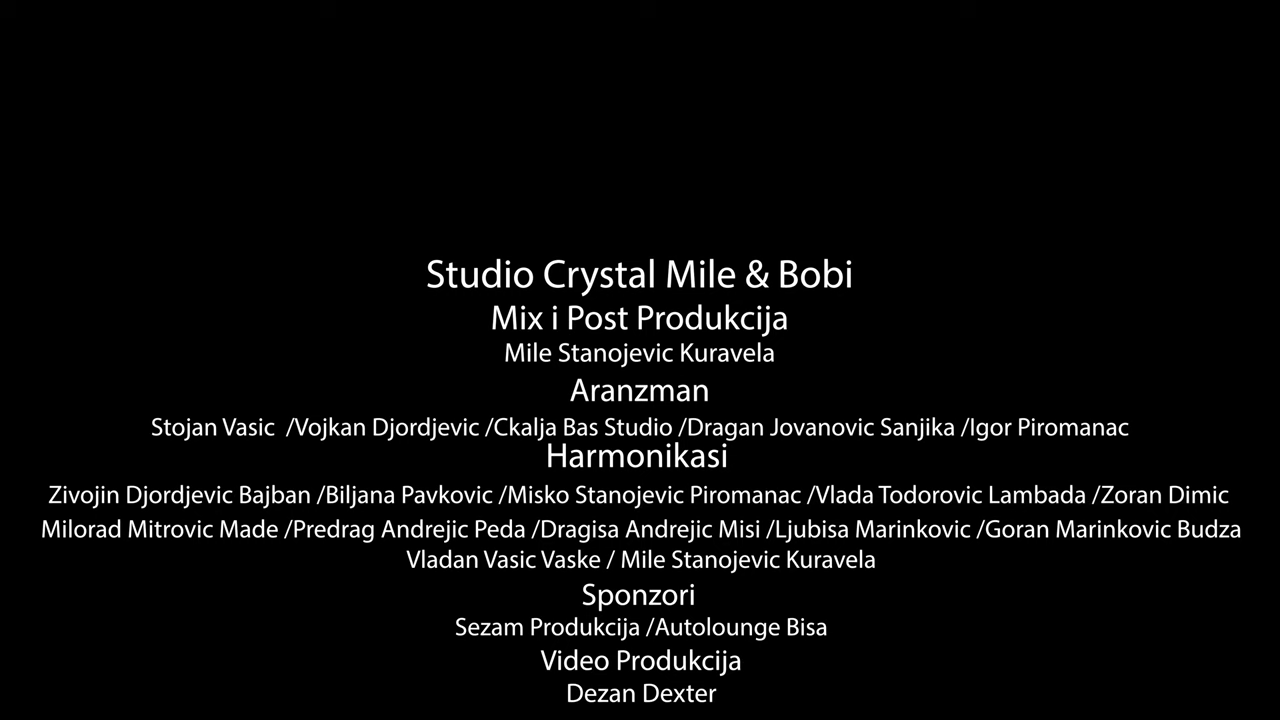 Studio Crystal Mile & Bobi
Mix i Post Produkcija
Mile Stanojevic Kuravela
Aranzman
Stojan Vasic  /Vojkan Djordjevic /Ckalja Bas Studio /Dragan Jovanovic Sanjika /Igor Piromanac
Harmonikasi
Zivojin Djordjevic Bajban /Biljana Pavkovic /Misko Stanojevic Piromanac /Vlada Todorovic Lambada /Zoran Dimic
Milorad Mitrovic Made /Predrag Andrejic Peda /Dragisa Andrejic Misi /Ljubisa Marinkovic /Goran Marinkovic Budza
Vladan Vasic Vaske / Mile Stanojevic Kuravela
Sponzori
Sezam Produkcija /Autolounge Bisa
Video Produkcija
Dezan Dexter